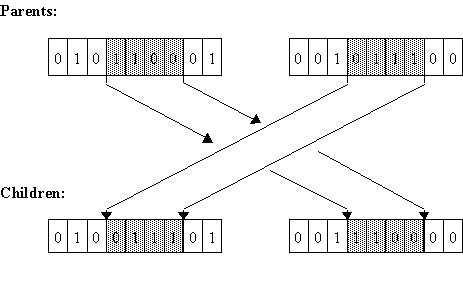 Parents:
0 1 0 1 1 0 0 0 1 0 0 1 0 1 1 1 0 0
Children:
0 1 0 0 1 1 1 0 1 0 0 1 1 1 0 0 0 0